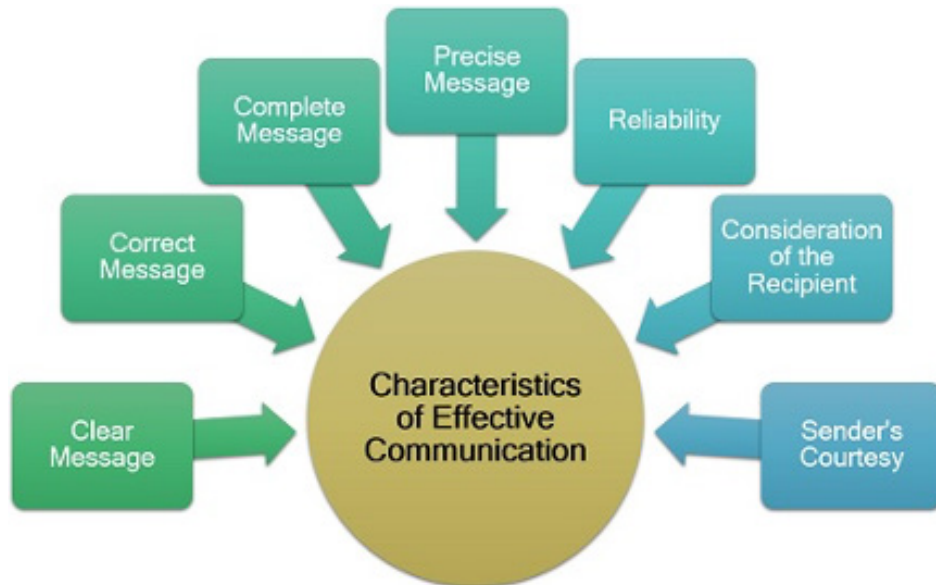 Clear
Message
Correct
Message
Complete
Message
Precise
Message
Reliability
Consideration
of the
Recipient
Sender's
Courtesy
Characteristics
of Effective
Communication